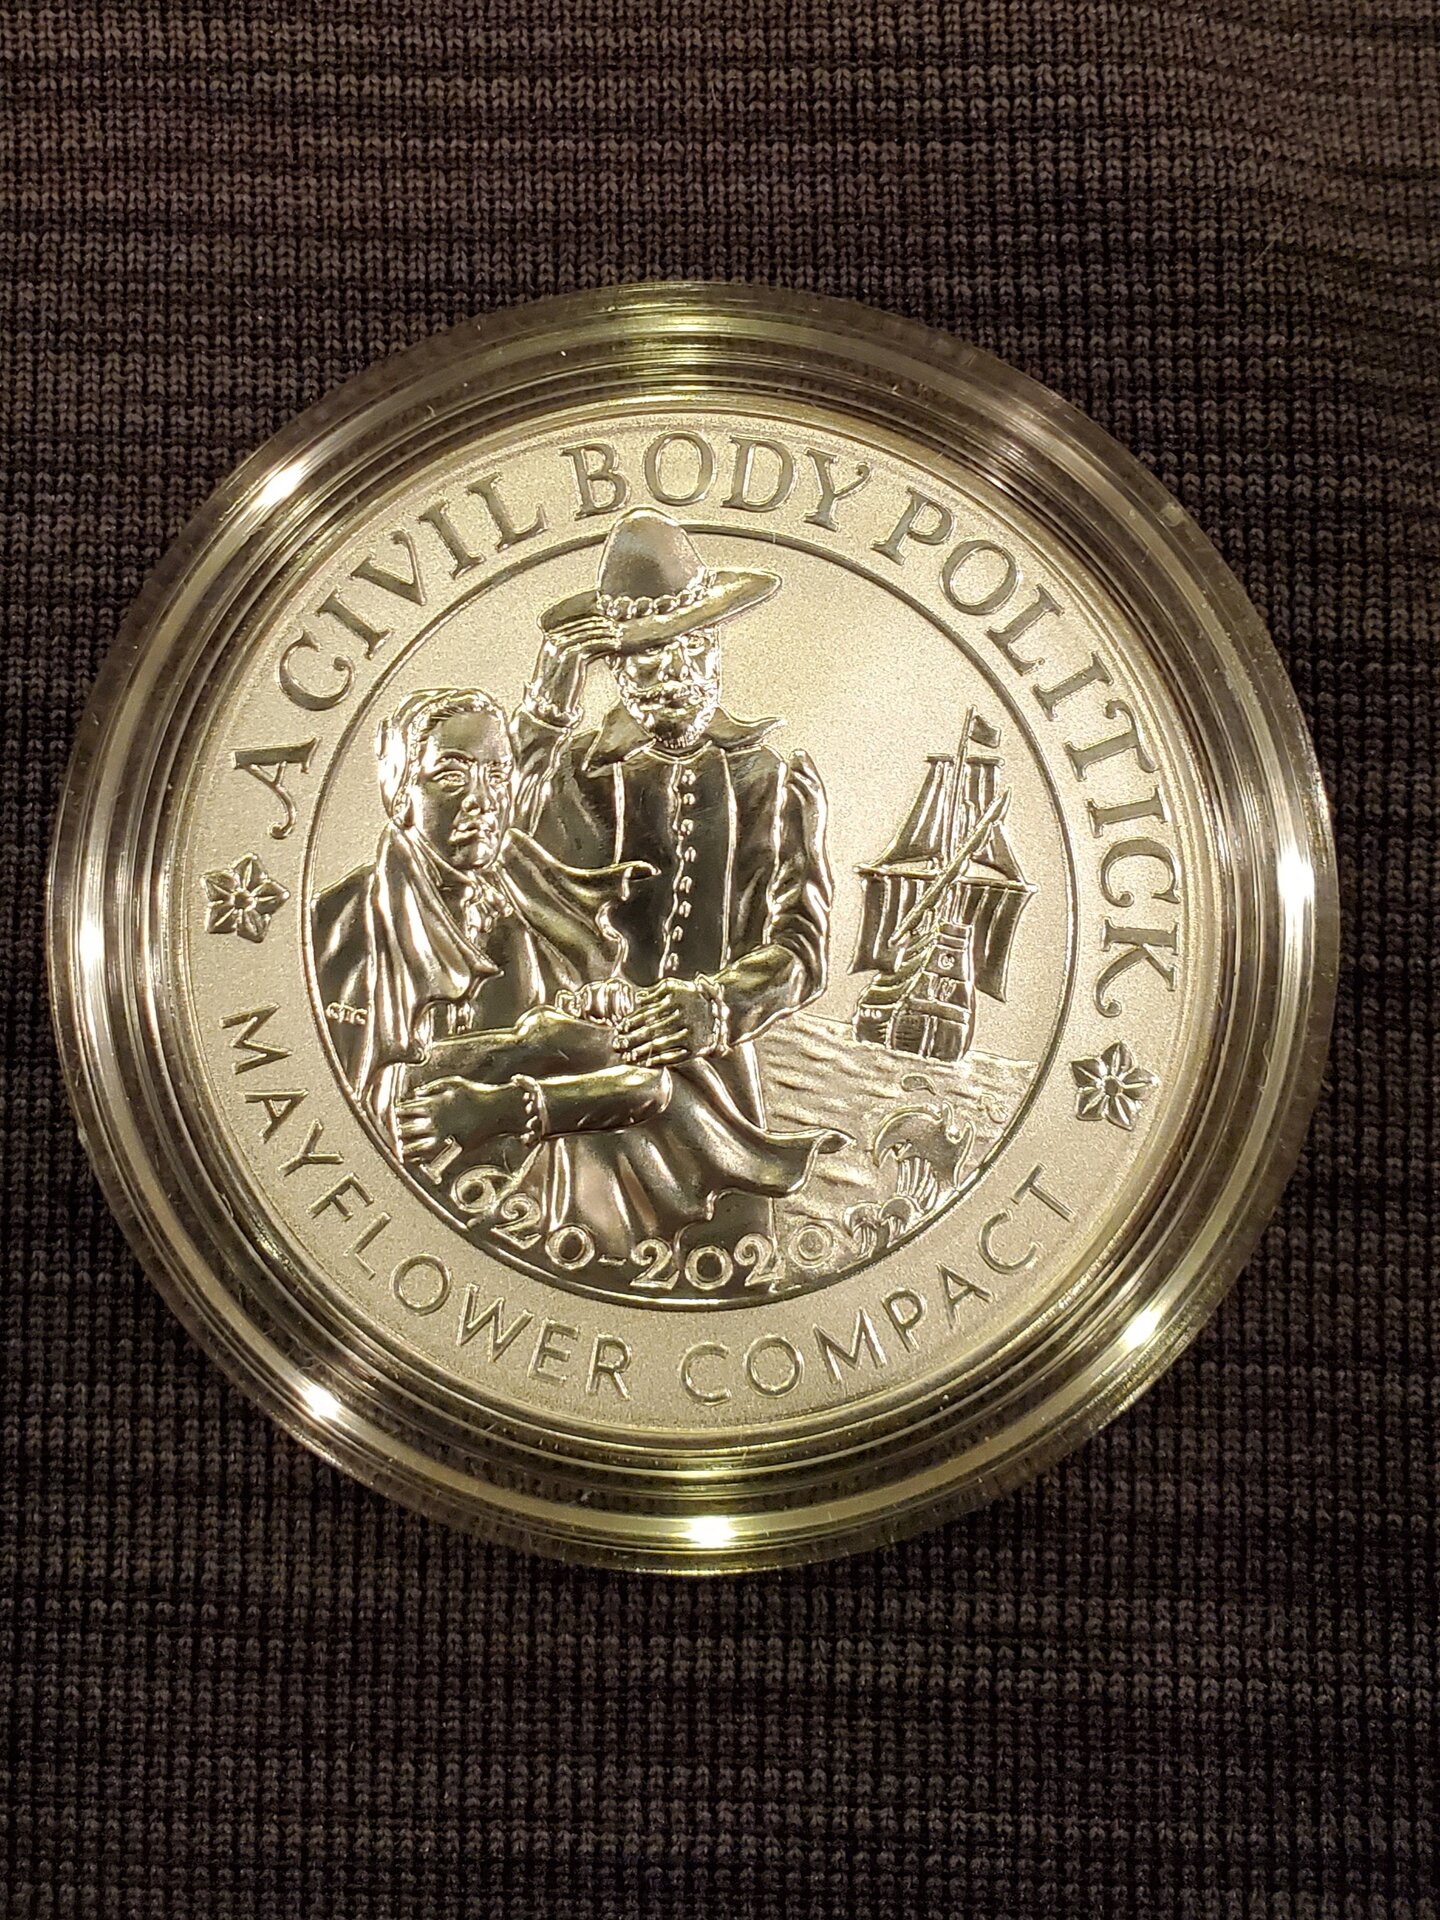 A CIVIL BODY POLITICK
1620-2020
MAYFLOWER COMPACT